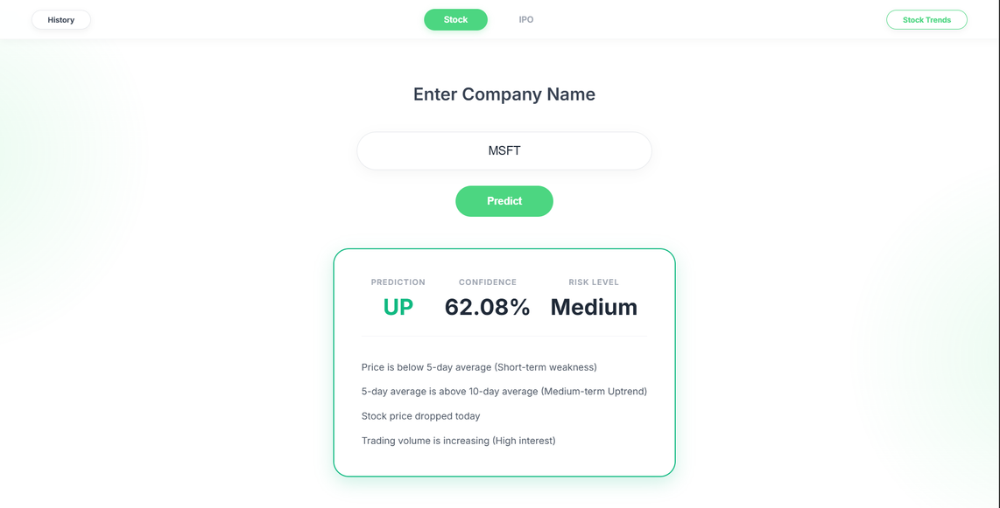 History
Stock
IPO
Stock Trends
Enter Company Name
MSFT
Predict
PREDICTION
CONFIDENCE
RISK LEVEL
UP
62.08%
Medium
Price is below 5-day average (Short-term weakness)
5-day average is above 10-day average (Medium-term Uptrend)
Stock price dropped today
Trading volume is increasing (High interest)